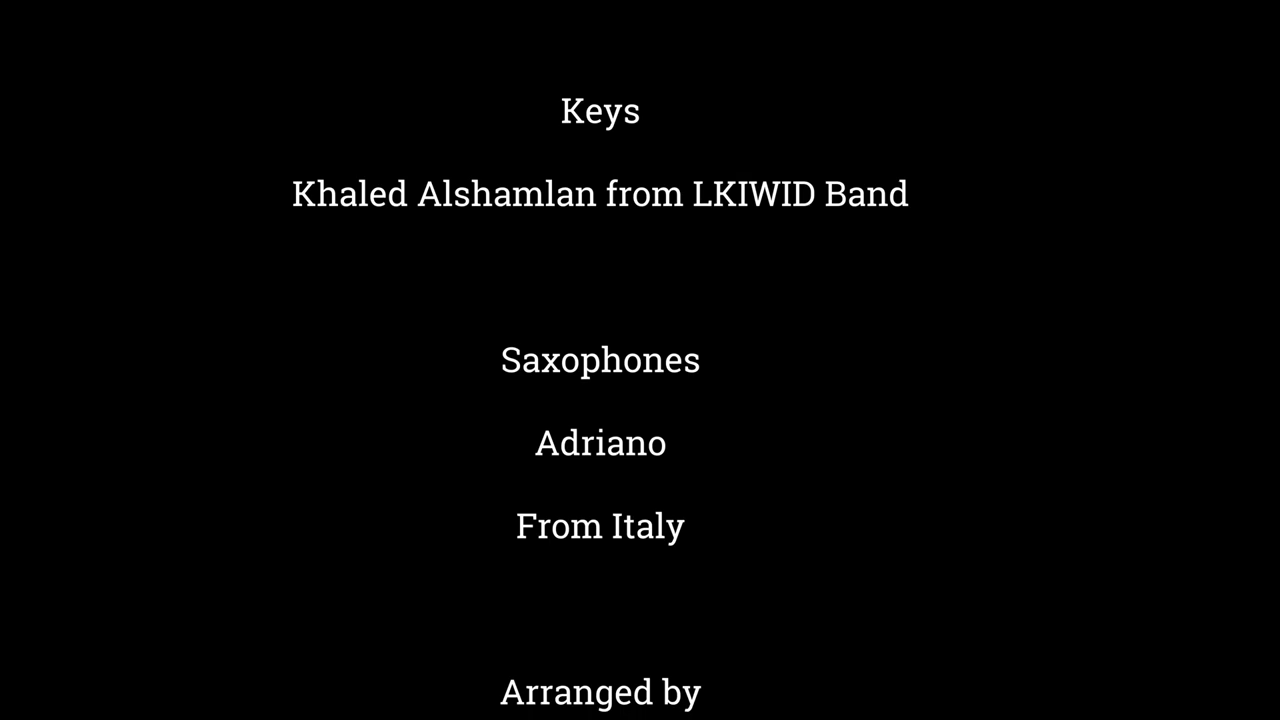 Keys
Khaled Alshamlan from LKIWID Band
Saxophones
Adriano
From Italy
Arranged by